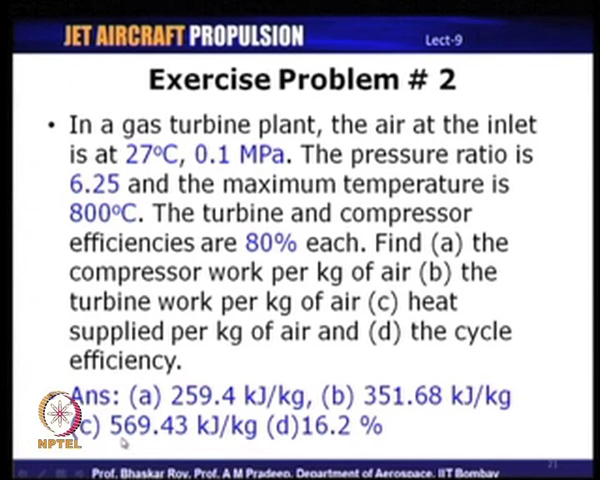 JET AIRCRAFT PROPULSION
Lect-9
Exercise Problem # 2
• In a gas turbine plant, the air at the inlet
is at 27ºC, 0.1 MPa. The pressure ratio is
6.25 and the maximum temperature is
800ºC. The turbine and compressor
efficiencies are 80% each. Find (a) the
compressor work per kg of air (b) the
turbine work per kg of air (c) heat
supplied per kg of air and (d) the cycle
efficiency.
Ans: (a) 259.4 kJ/kg, (b) 351.68 kJ/kg
c) 569.43 kJ/kg (d)16.2 %
NPTEL
21
Prof. Bhaskar Roy, Prof. A M Pradeep, Department of Aerospace, IIT Bombay